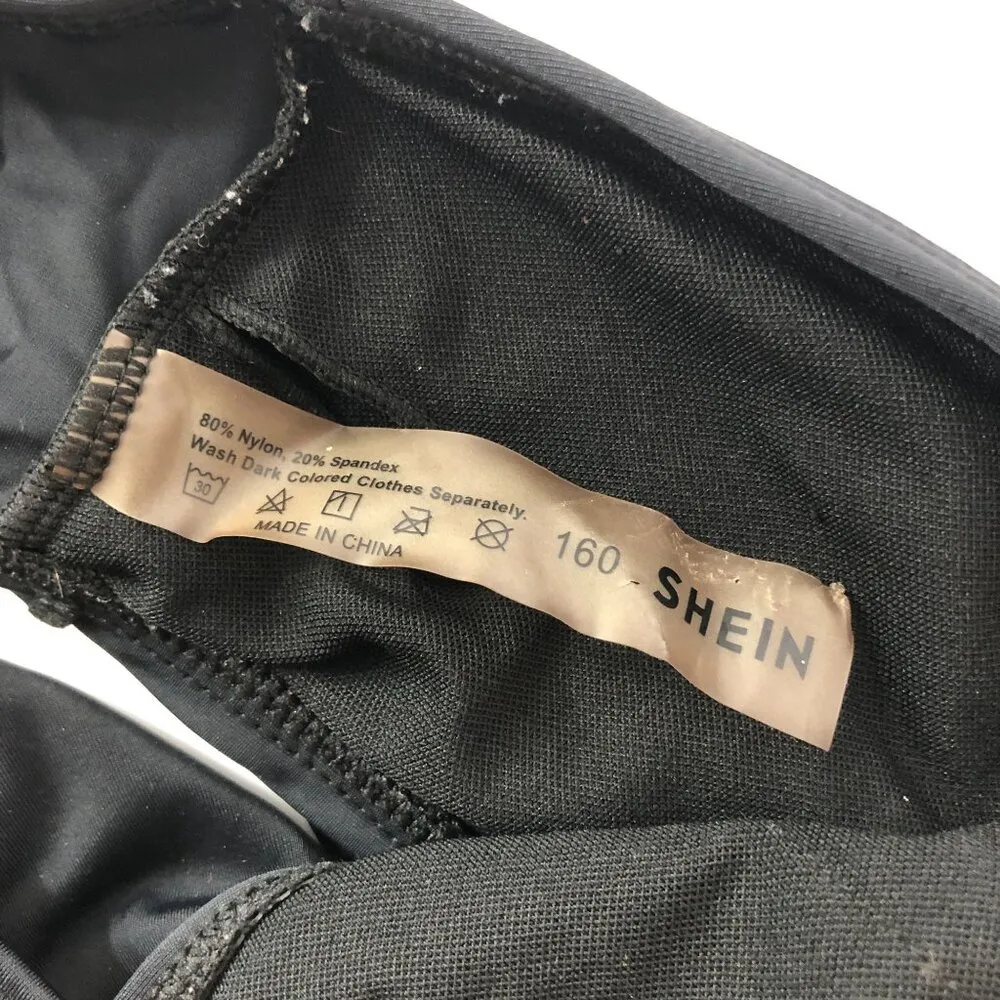 80% Nylon, 20% Spandex
Wash Dark Colored Clothes Separately.
30
MADE IN CHINA
160
SHEIN